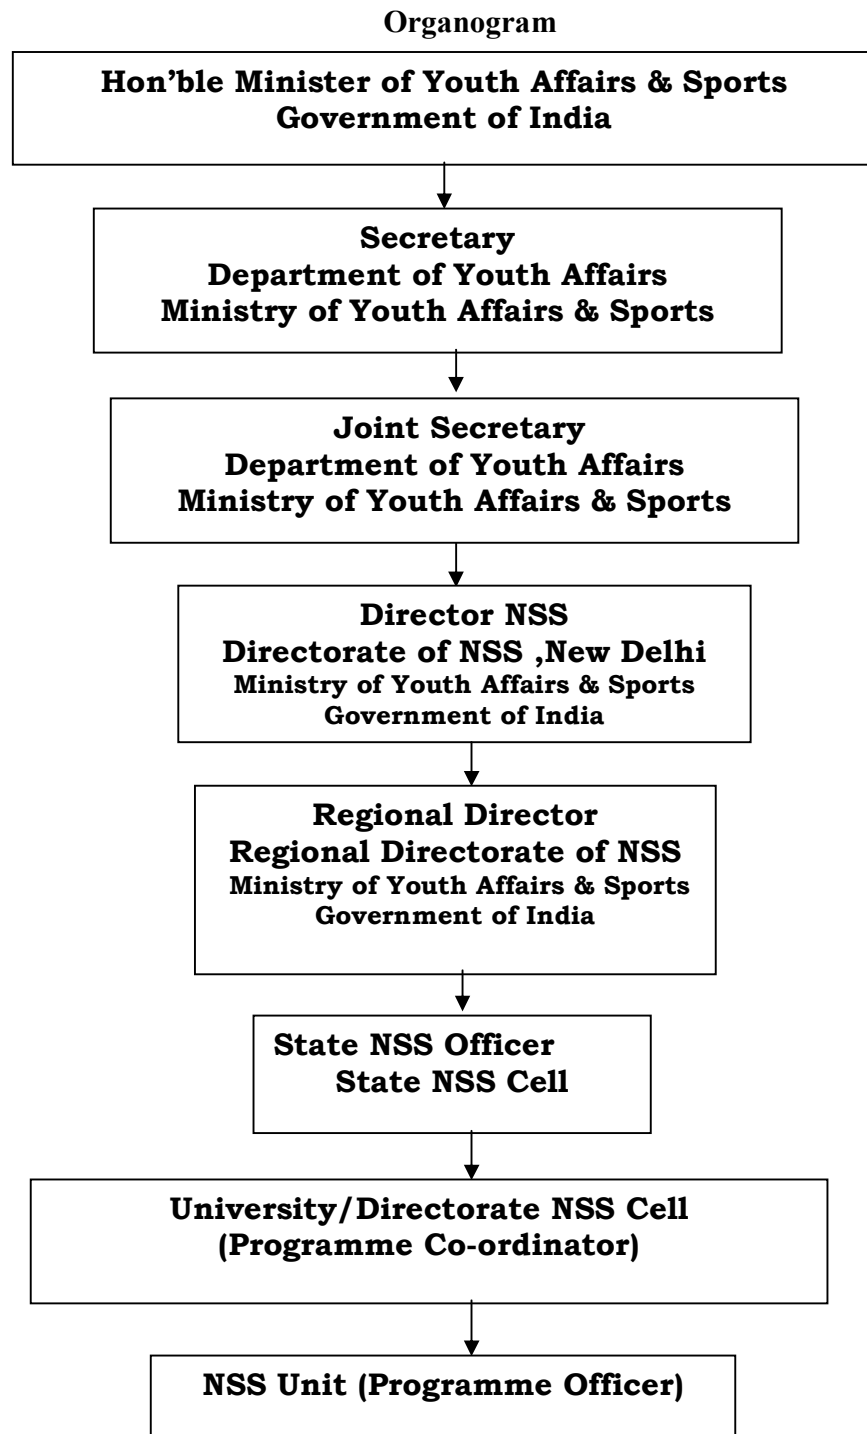 Organogram
Hon’ble Minister of Youth Affairs & Sports
Government of India
Secretary
Department of Youth Affairs
Ministry of Youth Affairs & Sports
Joint Secretary
Department of Youth Affairs
Ministry of Youth Affairs & Sports
Director NSS
Directorate of NSS ,New Delhi
Ministry of Youth Affairs & Sports
Government of India
Regional Director
Regional Directorate of NSS
Ministry of Youth Affairs & Sports
Government of India
State NSS Officer
State NSS Cell
University/Directorate NSS Cell
(Programme Co-ordinator)
NSS Unit (Programme Officer)